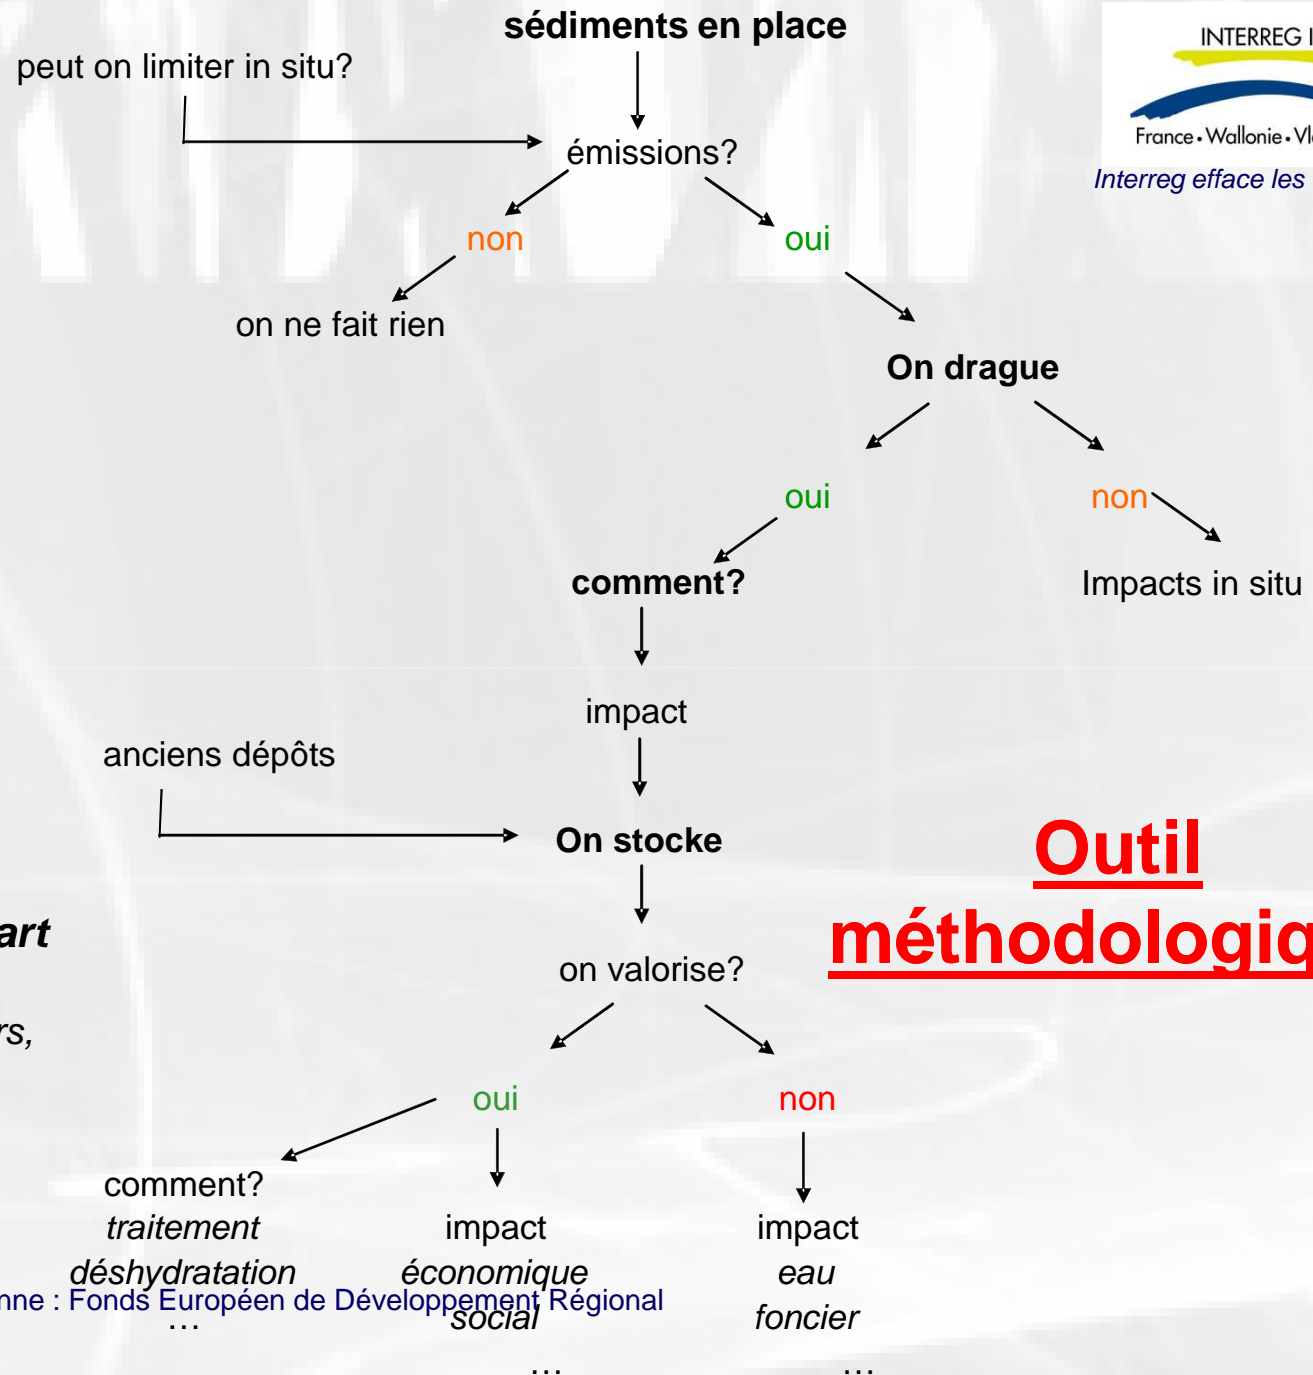 sédiments en place
peut on limiter in situ?
INTERREG I
France • Wallonie • Vl
Interreg efface les
émissions?
non
oui
on ne fait rien
On drague
oui
non
comment?
Impacts in situ
impact
anciens dépôts
On stocke
Outil
méthodologiq
art
on valorise?
rs,
oui
non
comment?
traitement
déshydratation
…
impact
économique
social
…
impact
eau
foncier
…
nne : Fonds Européen de Développement Régional